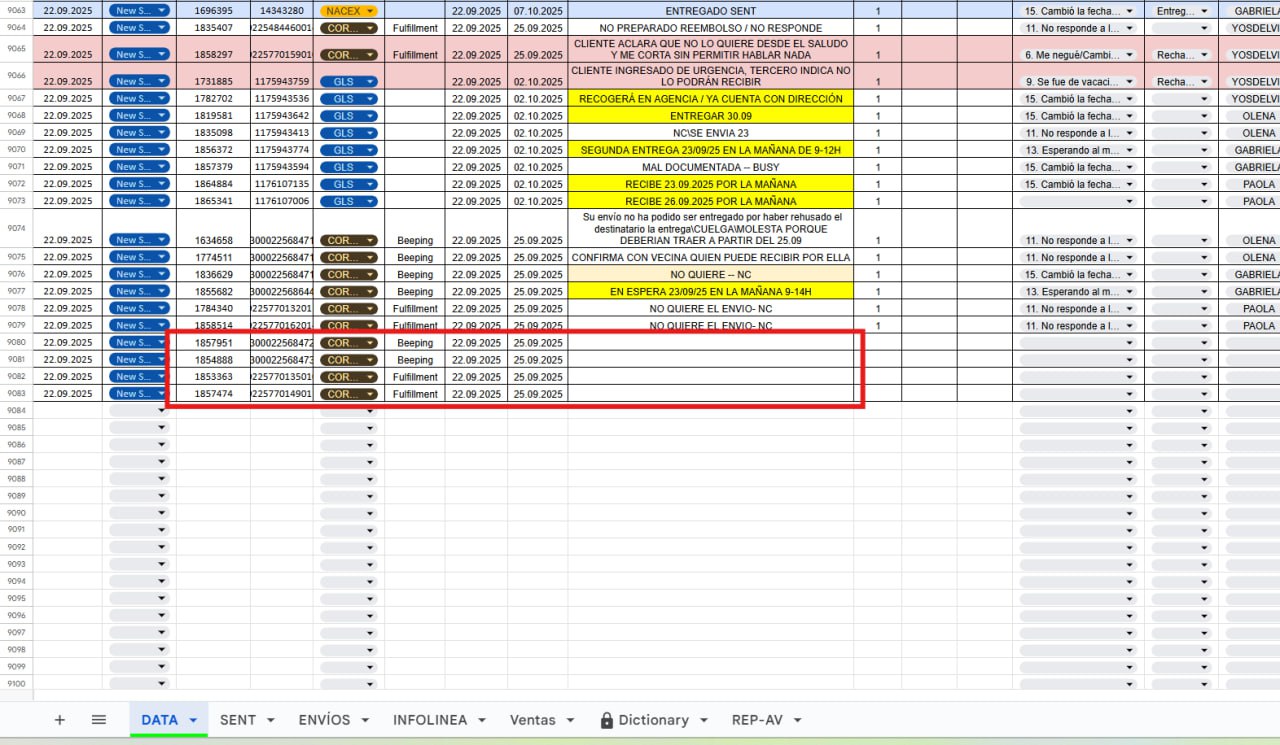 9063 22.09.2025 New S... 1696395 14343280 NACEX 22.09.2025 07.10.2025 ENTREGADO SENT 1 15. Cambió la fecha... Entreg... GABRIELA
9064 22.09.2025 New S... 1835407 022548446001 COR... Fulfillment 22.09.2025 25.09.2025 NO PREPARADO REEMBOLSO / NO RESPONDE 1 11. No responde a l... YOSDELVI
CLIENTE ACLARA QUE NO LO QUIERE DESDE EL SALUDO
9065 22.09.2025 New S... 1858297 022577015901 COR... Fulfillment 22.09.2025 25.09.2025 Y ME CORTA SIN PERMITIR HABLAR NADA 1 6. Me negué/Cambi... Recha... YOSDELVI
CLIENTE INGRESADO DE URGENCIA, TERCERO INDICA NO
9066 22.09.2025 New S... 1731885 1175943759 GLS 22.09.2025 02.10.2025 LO PODRÁN RECIBIR 1 9. Se fue de vacaci... Recha... YOSDELVI
9067 22.09.2025 New S... 1782702 1175943536 GLS 22.09.2025 02.10.2025 RECOGERÁ EN AGENCIA / YA CUENTA CON DIRECCIÓN 1 15. Cambió la fecha... YOSDELVI
9068 22.09.2025 New S... 1819581 1175943642 GLS 22.09.2025 02.10.2025 ENTREGAR 30.09 1 15. Cambió la fecha... OLENA
9069 22.09.2025 New S... 1835098 1175943413 GLS 22.09.2025 02.10.2025 NC\SE ENVIA 23 1 11. No responde a l... OLENA
9070 22.09.2025 New S... 1856372 1175943774 GLS 22.09.2025 02.10.2025 SEGUNDA ENTREGA 23/09/25 EN LA MAÑANA DE 9-12H 1 13. Esperando al m... GABRIELA
9071 22.09.2025 New S... 1857379 1175943594 GLS 22.09.2025 02.10.2025 MAL DOCUMENTADA -- BUSY 1 15. Cambió la fecha... GABRIELA
9072 22.09.2025 New S... 1864884 1176107135 GLS 22.09.2025 02.10.2025 RECIBE 23.09.2025 POR LA MAÑANA 1 15. Cambió la fecha... PAOLA
9073 22.09.2025 New S... 1865341 1176107006 GLS 22.09.2025 02.10.2025 RECIBE 26.09.2025 POR LA MAÑANA 1 PAOLA
Su envío no ha podido ser entregado por haber rehusado el
destinatario la entrega\CUELGA\MOLESTA PORQUE
9074 22.09.2025 New S... 1634658 300022568471 COR... Beeping 22.09.2025 25.09.2025 DEBERIAN TRAER A PARTIR DEL 25.09 1 11. No responde a l... OLENA
9075 22.09.2025 New S... 1774511 300022568471 COR... Beeping 22.09.2025 25.09.2025 CONFIRMA CON VECINA QUIEN PUEDE RECIBIR POR ELLA 1 11. No responde a l... OLENA
9076 22.09.2025 New S... 1836629 300022568473 COR... Beeping 22.09.2025 25.09.2025 NO QUIERE -- NC 1 15. Cambió la fecha... GABRIELA
9077 22.09.2025 New S... 1855682 300022568644 COR... Beeping 22.09.2025 25.09.2025 EN ESPERA 23/09/25 EN LA MAÑANA 9-14H 1 13. Esperando al m... GABRIELA
9078 22.09.2025 New S... 1784340 022577013201 COR... Fulfillment 22.09.2025 25.09.2025 NO QUIERE EL ENVIO- NC 1 11. No responde a l... PAOLA
9079 22.09.2025 New S... 1858514 022577016201 COR... Fulfillment 22.09.2025 25.09.2025 NO QUIERE EL ENVIO- NC 1 11. No responde a l... PAOLA
9080 22.09.2025 New S... 1857951 300022568472 COR... Beeping 22.09.2025 25.09.2025
9081 22.09.2025 New S... 1854888 300022568473 COR... Beeping 22.09.2025 25.09.2025
9082 22.09.2025 New S... 1853363 022577013501 COR... Fulfillment 22.09.2025 25.09.2025
9083 22.09.2025 New S... 1857474 022577014901 COR... Fulfillment 22.09.2025 25.09.2025
9084
9085
9086
9087
9088
9089
9090
9091
9092
9093
9094
9095
9096
9097
9098
9099
9100
DATA SENT ENVÍOS INFOLINEA Ventas Dictionary REP-AV